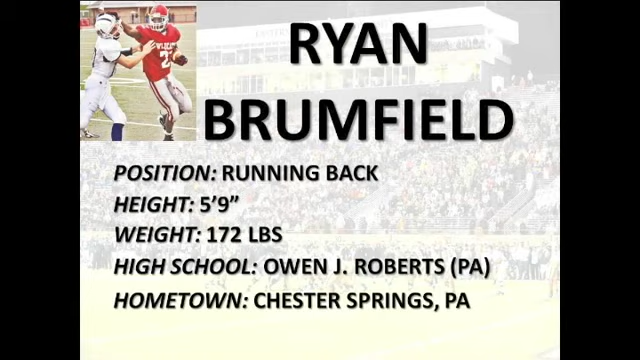 RYAN
BRUMFIELD
POSITION: RUNNING BACK
HEIGHT: 5’9”
WEIGHT: 172 LBS
HIGH SCHOOL: OWEN J. ROBERTS (PA)
HOMETOWN: CHESTER SPRINGS, PA